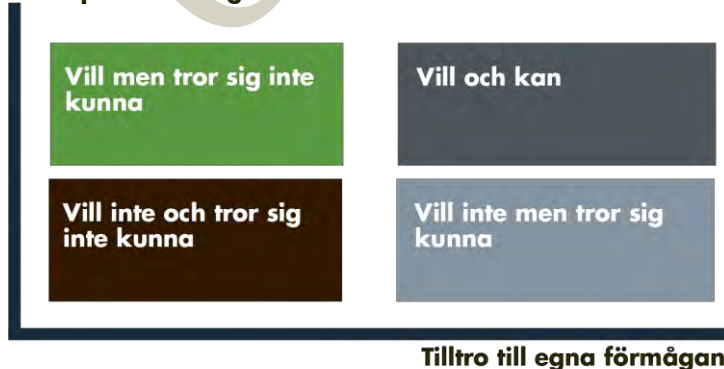 Vill men tror sig inte
kunna
Vill och kan
Vill inte och tror sig
inte kunna
Vill inte men tror sig
kunna
Tilltro till egna förmågan